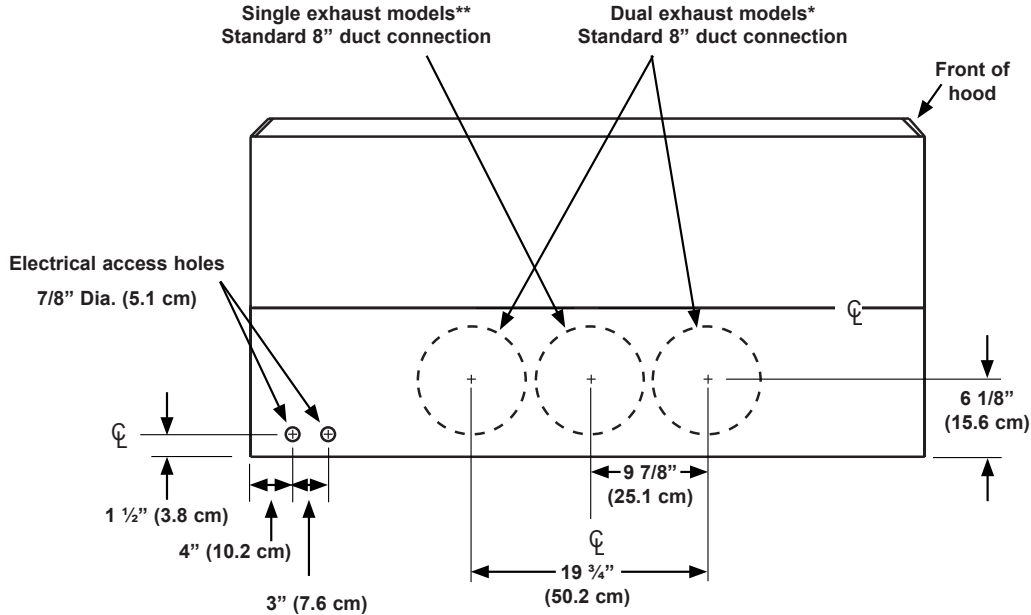 Single exhaust models**
Standard 8” duct connection
Dual exhaust models*
Standard 8” duct connection
Front of
hood
Electrical access holes
7/8” Dia. (5.1 cm)
℄
℄
6 1/8”
(15.6 cm)
9 7/8”
(25.1 cm)
1 ½” (3.8 cm)
4” (10.2 cm)
℄
19 ¾”
(50.2 cm)
3” (7.6 cm)